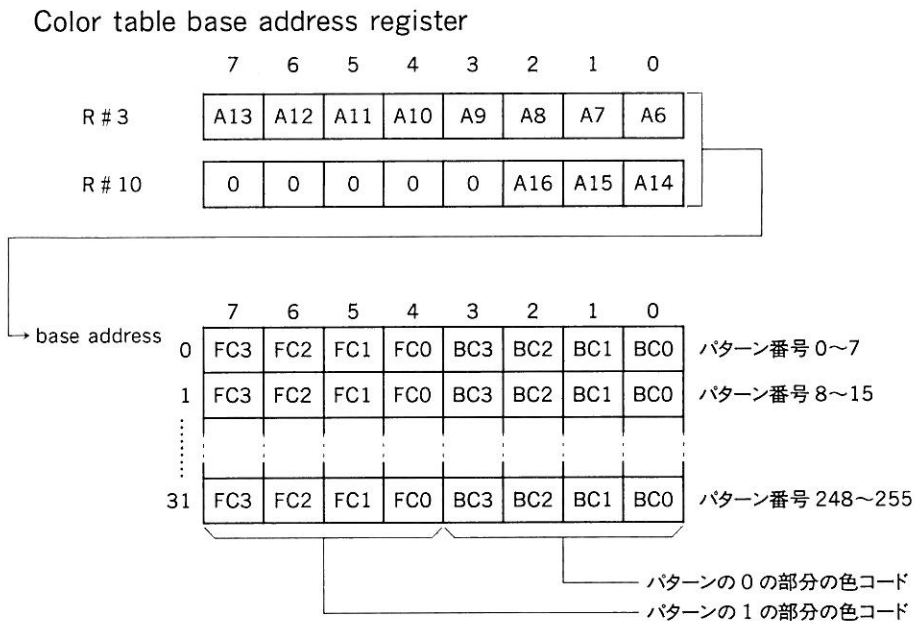 Color table base address register
7 6 5 4 3 2 1 0
R#3 A13 A12 A11 A10 A9 A8 A7 A6
R#10 0 0 0 0 0 A16 A15 A14
7 6 5 4 3 2 1 0
base address
0 FC3 FC2 FC1 FC0 BC3 BC2 BC1 BC0 パターン番号 0～7
1 FC3 FC2 FC1 FC0 BC3 BC2 BC1 BC0 パターン番号 8～15
31 FC3 FC2 FC1 FC0 BC3 BC2 BC1 BC0 パターン番号 248～255
パターンの 0 の部分の色コード
パターンの 1 の部分の色コード